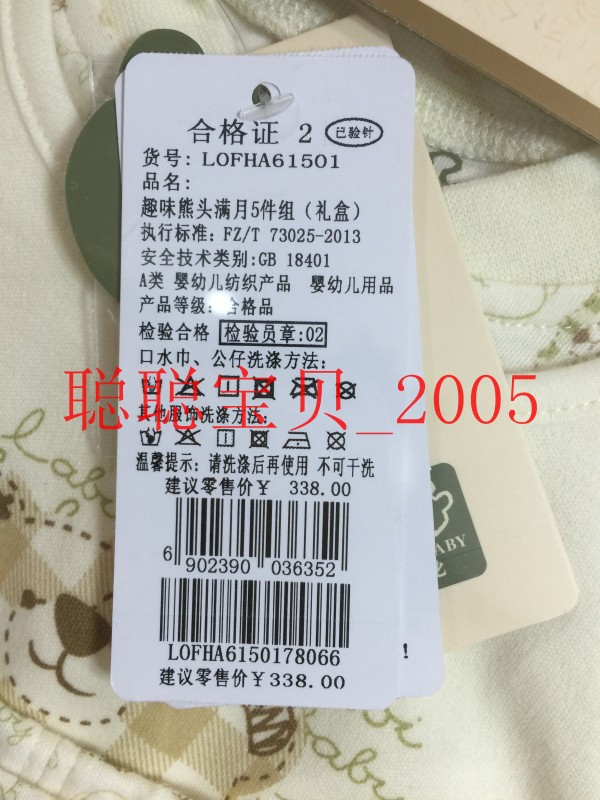 合格证 2 已验针
货号: LOFHA61501
品名:
趣味熊头满月5件组（礼盒）
执行标准: FZ/T 73025-2013
安全技术类别:GB 18401
A类 婴幼儿纺织产品 婴幼儿用品
产品等级: 合格品
检验合格 检验员章:02
口水巾、公仔洗涤方法:
聪聪宝贝_2005
其他服饰洗涤方法:
温馨提示: 请洗涤后再使用 不可干洗
建议零售价¥ 338.00
6 902390 036352
LOFHA6150178066
建议零售价¥338.00
!